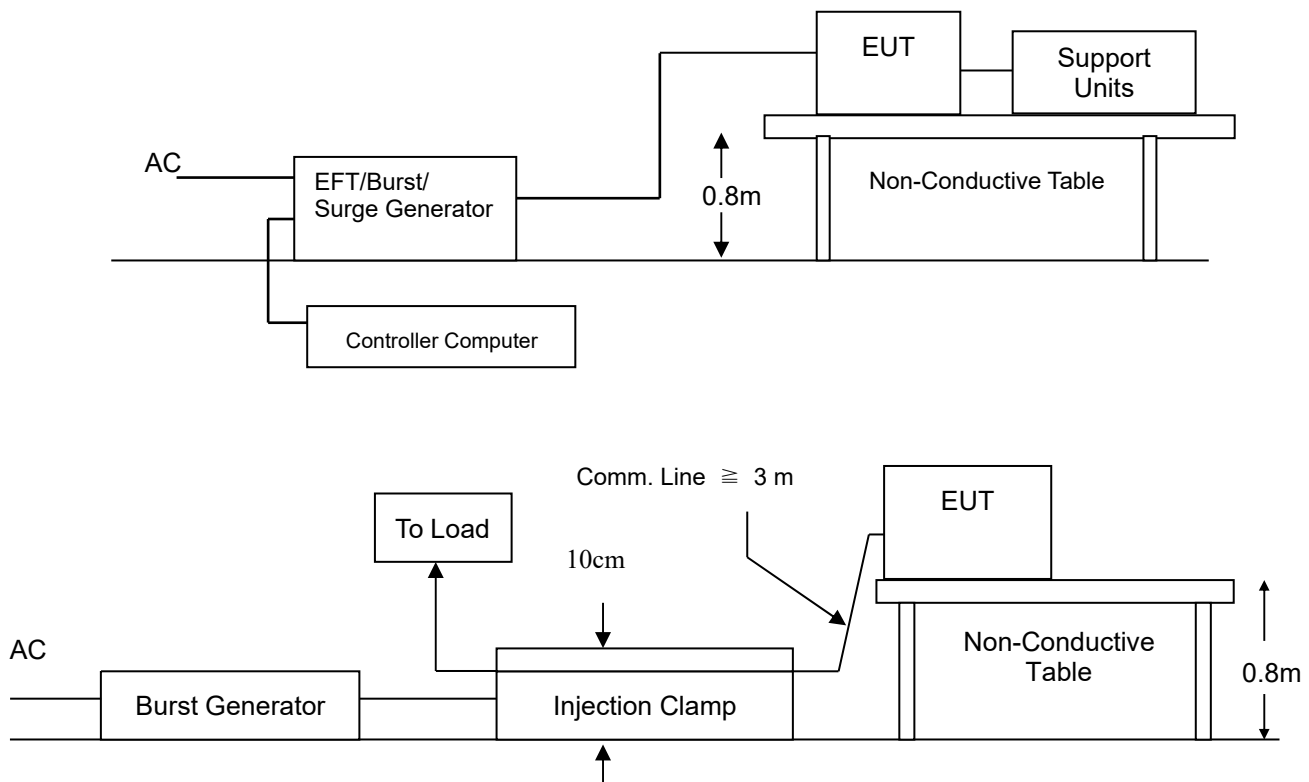 EUT
Support
Units
AC
EFT/Burst/
Surge Generator
0.8m
Non-Conductive Table
Controller Computer
Comm. Line ≧ 3 m
EUT
To Load
10cm
AC
Non-Conductive
Table
0.8m
Burst Generator
Injection Clamp